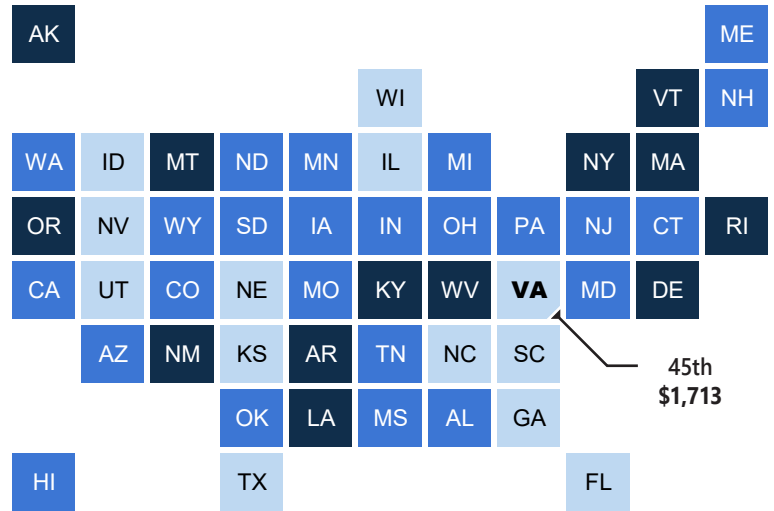 AK ME
WI VT NH
WA ID MT ND MN IL MI NY MA
OR NV WY SD IA IN OH PA NJ CT RI
CA UT CO NE MO KY WV VA MD DE
AZ NM KS AR TN NC SC
OK LA MS AL GA
HI TX FL
45th
$1,713